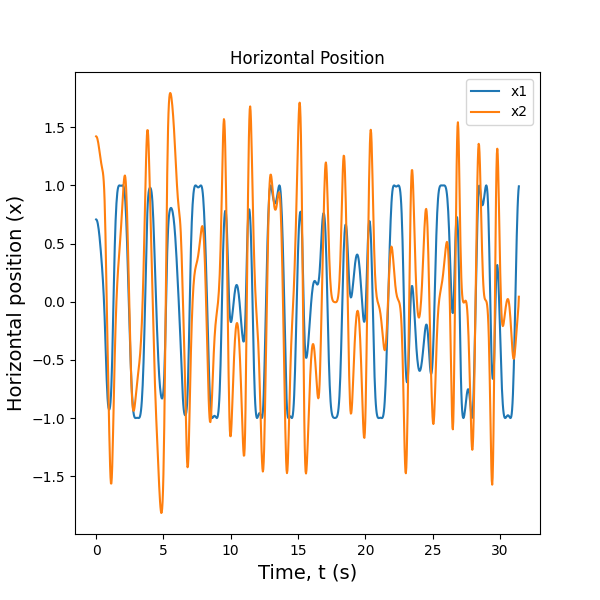 Horizontal Position
x1
x2
Horizontal position (x)
1.5
1.0
0.5
0.0
−0.5
−1.0
−1.5
0 5 10 15 20 25 30
Time, t (s)